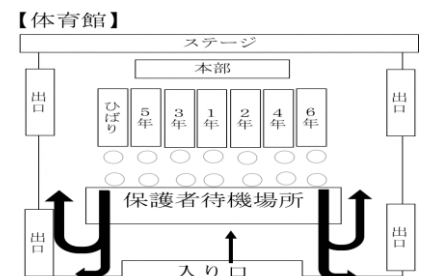 【体育館】
ステージ
本部
出口
出口
ひばり
5年
3年
1年
2年
4年
6年
保護者待機場所
出口
出口
入り口